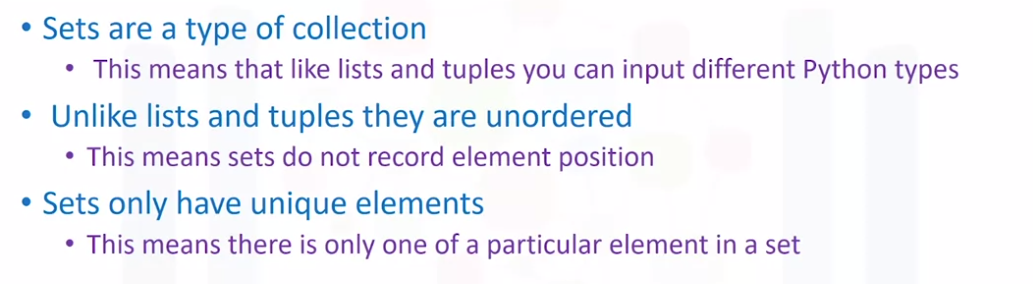 • Sets are a type of collection
• This means that like lists and tuples you can input different Python types
• Unlike lists and tuples they are unordered
• This means sets do not record element position
• Sets only have unique elements
• This means there is only one of a particular element in a set